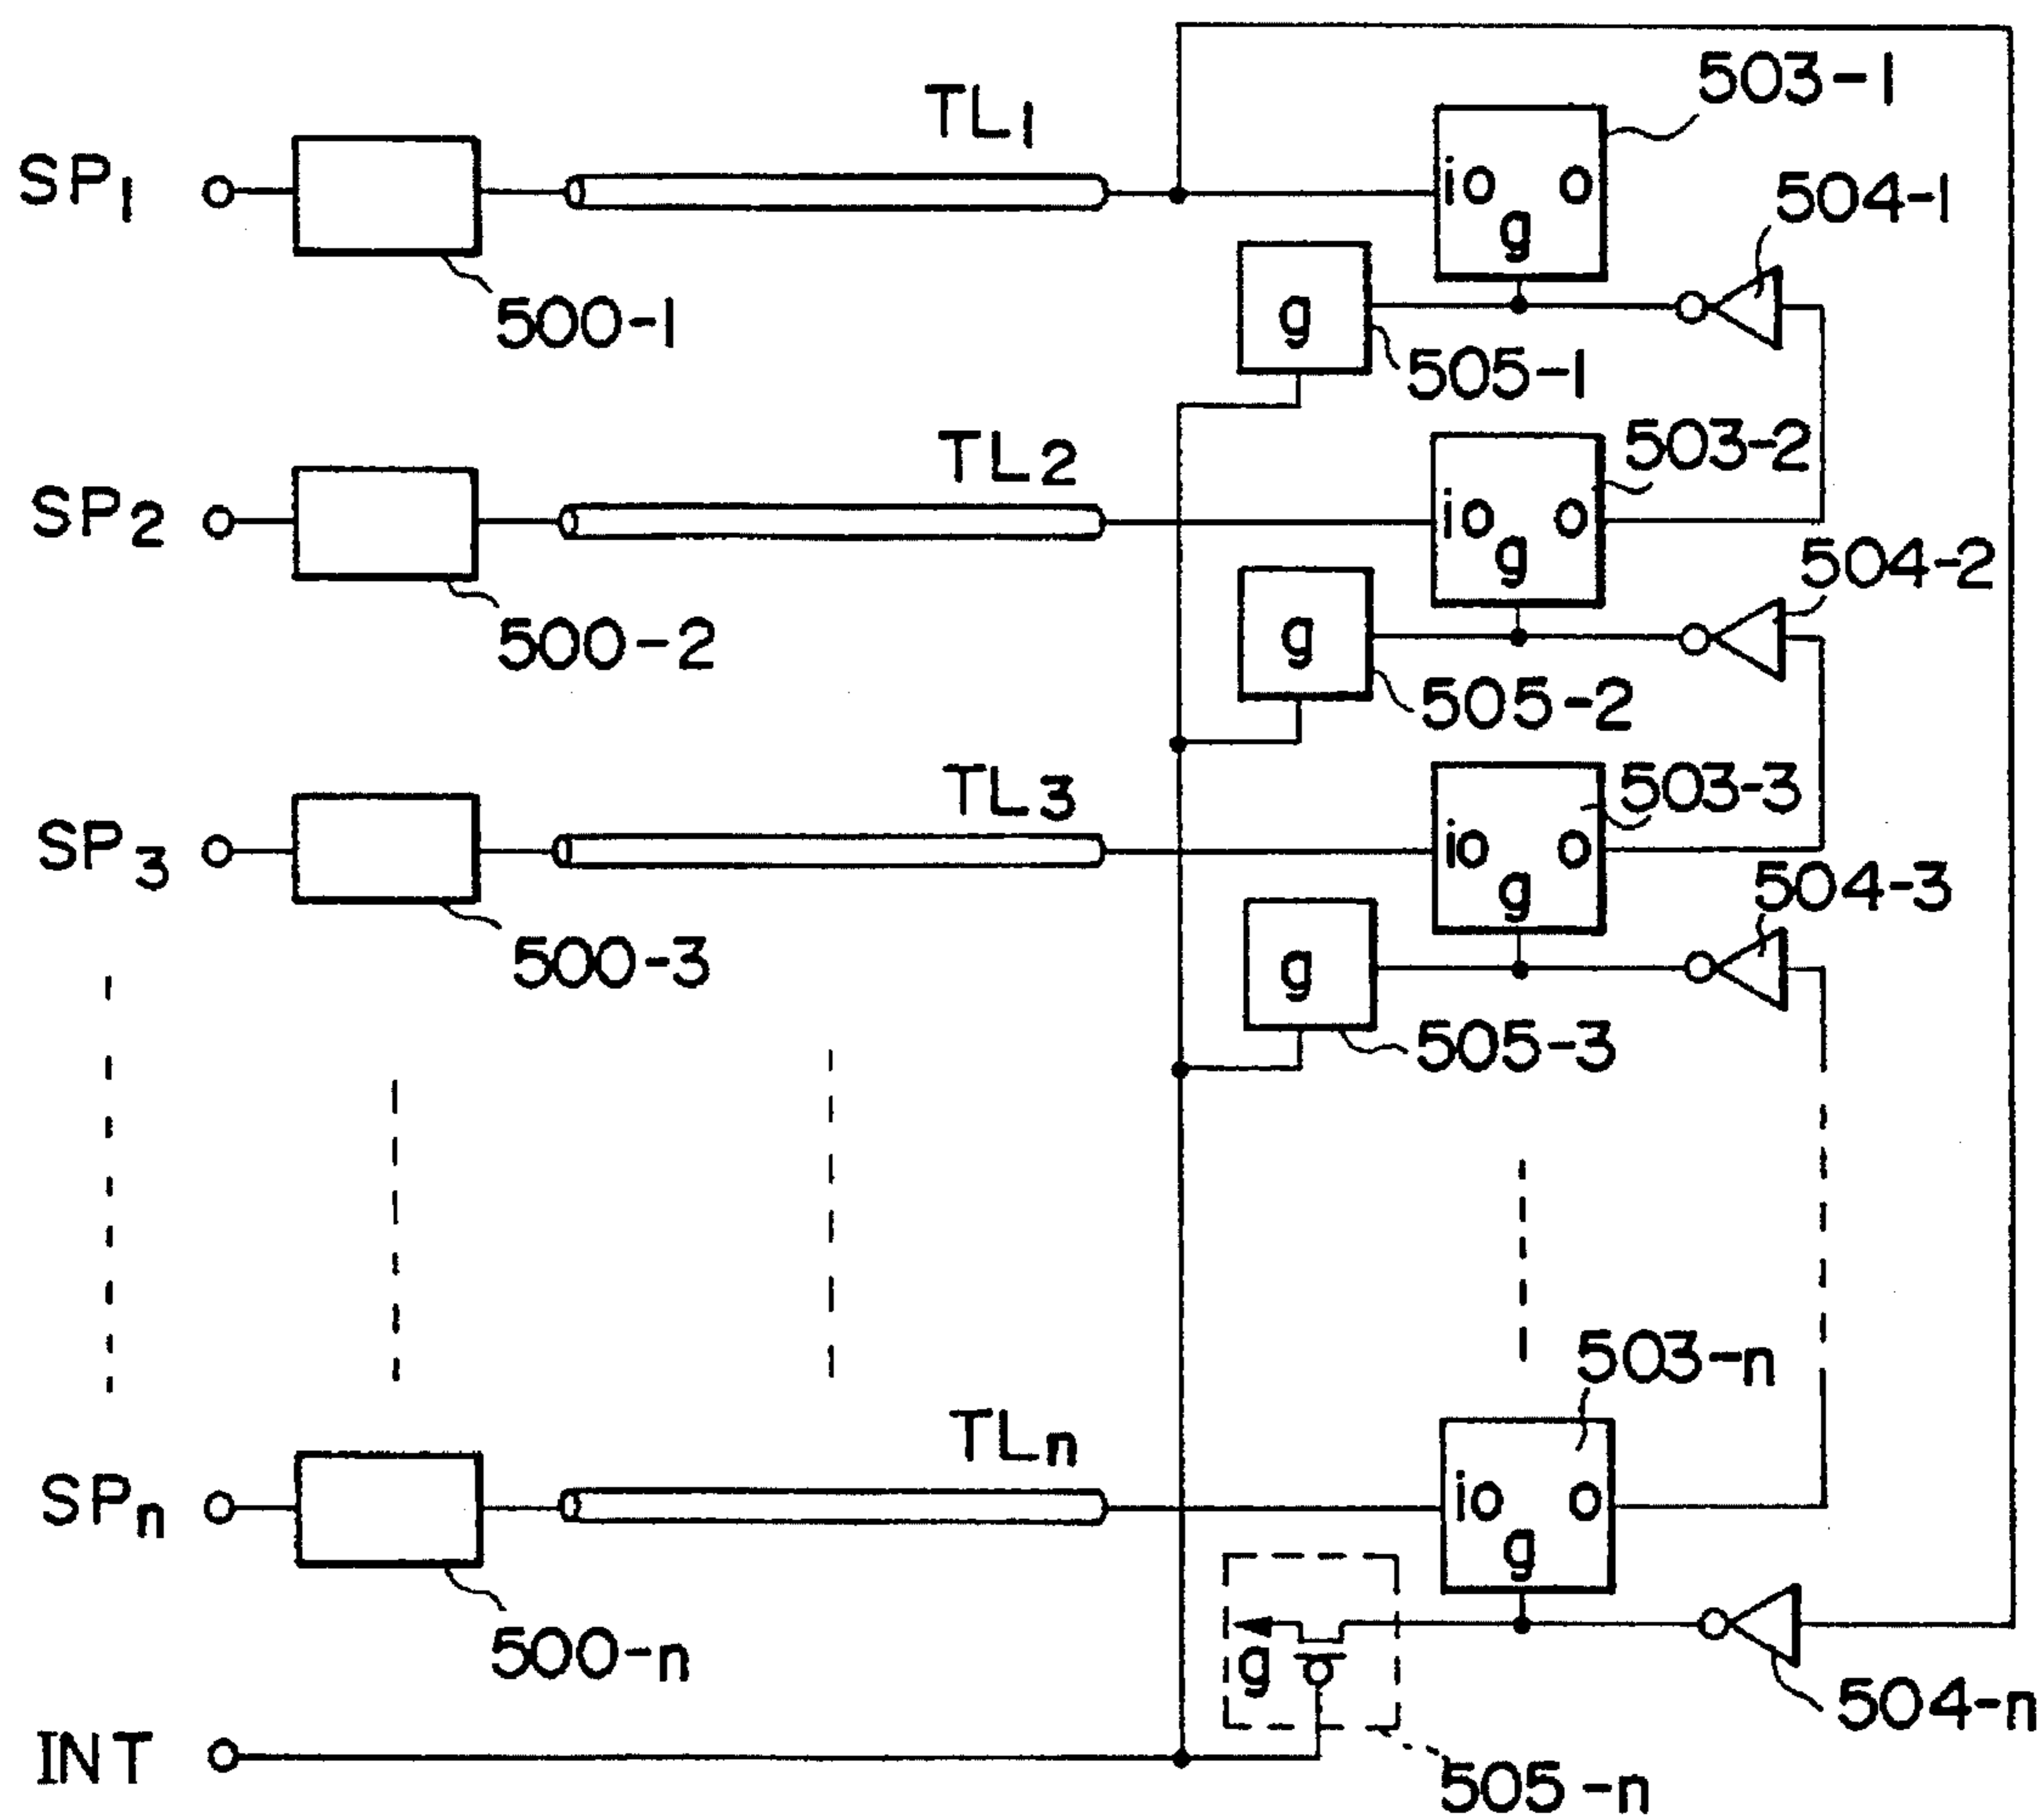 503-1
TL1
SP1
io o
g
504-1
500-1
g
505-1
TL2
503-2
SP2
io o
g
504-2
500-2
g
505-2
TL3
503-3
SP3
io o
g
504-3
500-3
g
505-3
503-n
TLn
SPn
io o
g
500-n
g
504-n
INT
505-n